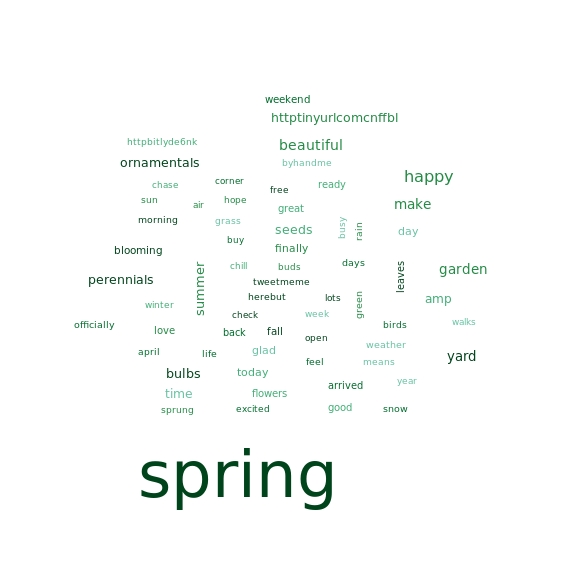 weekend
httptinyurlcomcnffbl
httpbitlyde6nk
beautiful
ornamentals
byhandme
happy
corner
chase
free
ready
sun
hope
air
make
great
morning
grass
seeds
busy
rain
day
buy
finally
blooming
chill
buds
days
summer
leaves
garden
perennials
tweetmeme
herebut
lots
green
amp
winter
check
week
officially
love
back
fall
birds
walks
open
weather
april
life
glad
yard
feel
means
bulbs
today
arrived
year
time
flowers
sprung
excited
good
snow
spring